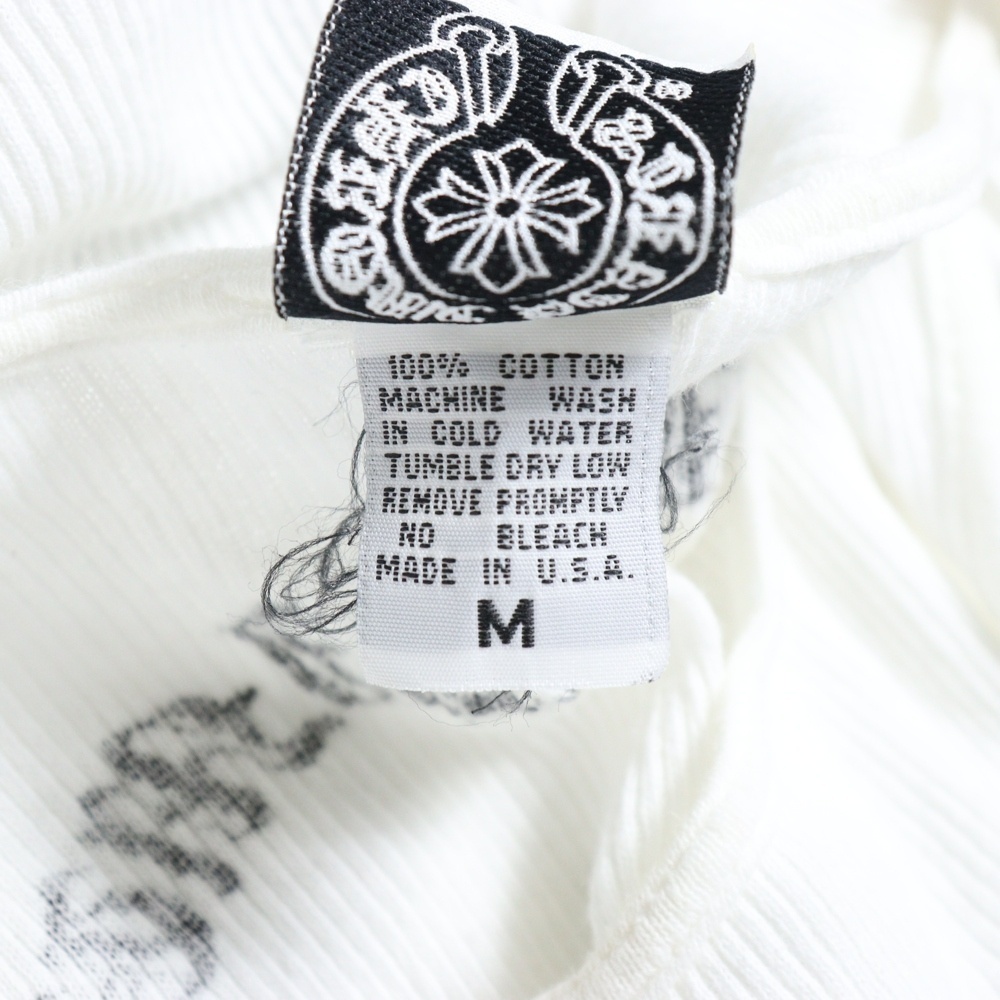 100% COTTON
MACHINE WASH
IN COLD WATER
TUMBLE DRY LOW
REMOVE PROMPTLY
NO BLEACH
MADE IN U.S.A.
M